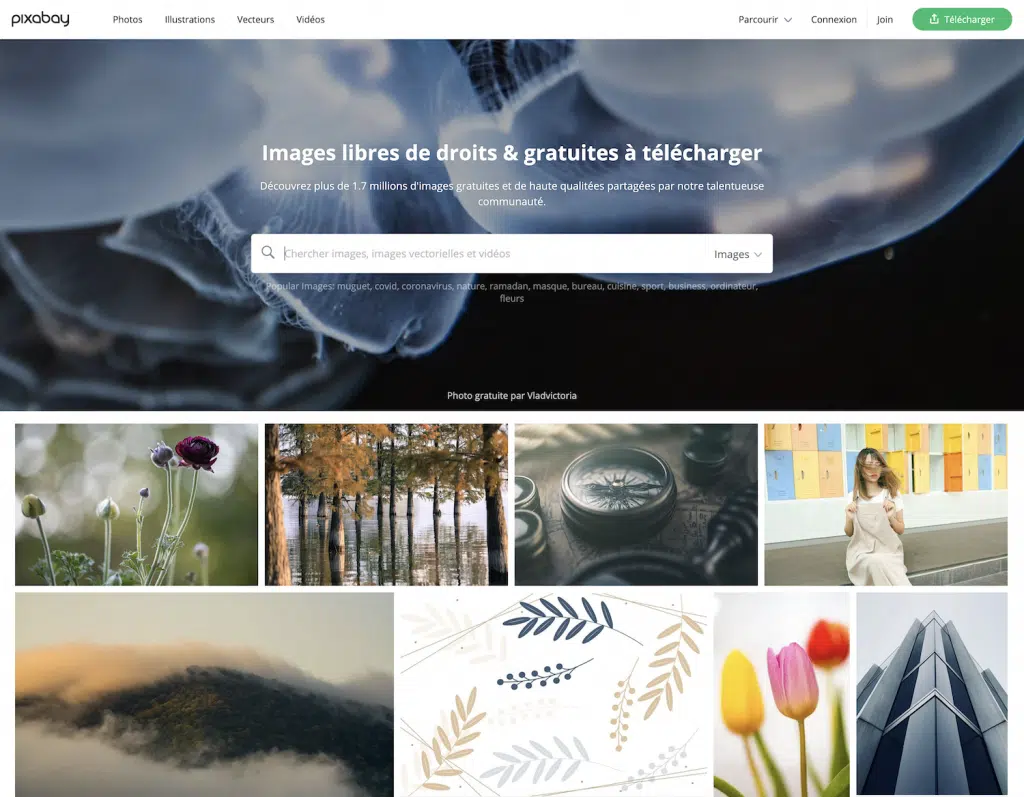 pixabay
Photos Illustrations Vecteurs Vidéos Parcourir Connexion Join Télécharger
Images libres de droits & gratuites à télécharger
Découvrez plus de 1.7 millions d'images gratuites et de haute qualitées partagées par notre talentueuse
communauté.
Chercher images, images vectorielles et vidéos Images
Popular Images: muguet, covid, coronavirus, nature, ramadan, masque, bureau, cuisine, sport, business, ordinateur,
fleurs
Photo gratuite par Vladvictoria